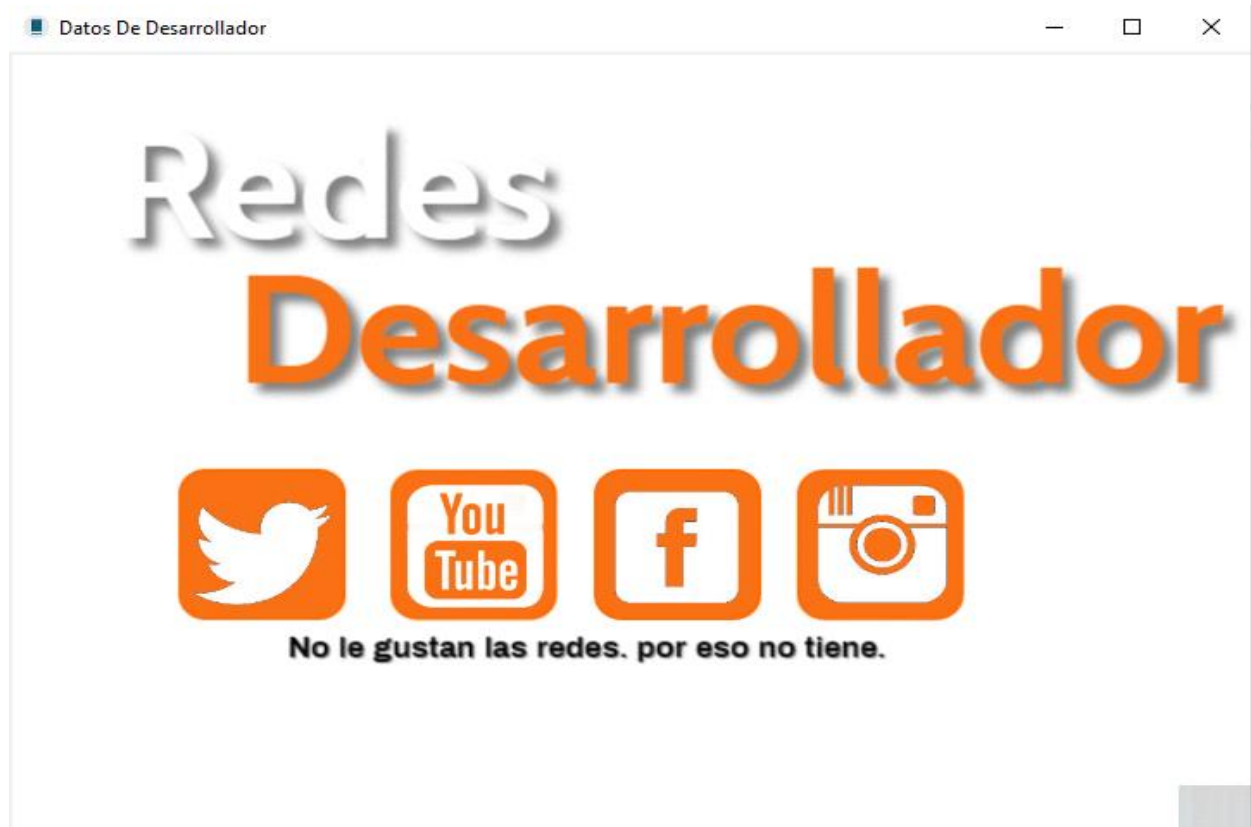 Datos De Desarrollador
Redes
Desarrollador
You
Tube
f
No le gustan las redes. por eso no tiene.